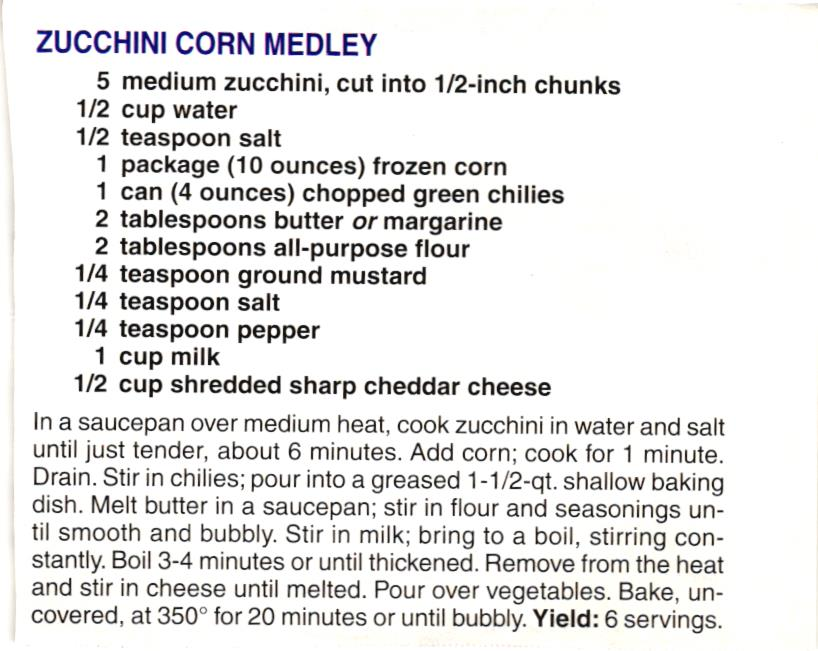 ZUCCHINI CORN MEDLEY
5 medium zucchini, cut into 1/2-inch chunks
1/2 cup water
1/2 teaspoon salt
1 package (10 ounces) frozen corn
1 can (4 ounces) chopped green chilies
2 tablespoons butter or margarine
2 tablespoons all-purpose flour
1/4 teaspoon ground mustard
1/4 teaspoon salt
1/4 teaspoon pepper
1 cup milk
1/2 cup shredded sharp cheddar cheese
In a saucepan over medium heat, cook zucchini in water and salt
until just tender, about 6 minutes. Add corn; cook for 1 minute.
Drain. Stir in chilies; pour into a greased 1-1/2-qt. shallow baking
dish. Melt butter in a saucepan; stir in flour and seasonings un-
til smooth and bubbly. Stir in milk; bring to a boil, stirring con-
stantly. Boil 3-4 minutes or until thickened. Remove from the heat
and stir in cheese until melted. Pour over vegetables. Bake, un-
covered, at 350° for 20 minutes or until bubbly. Yield: 6 servings.